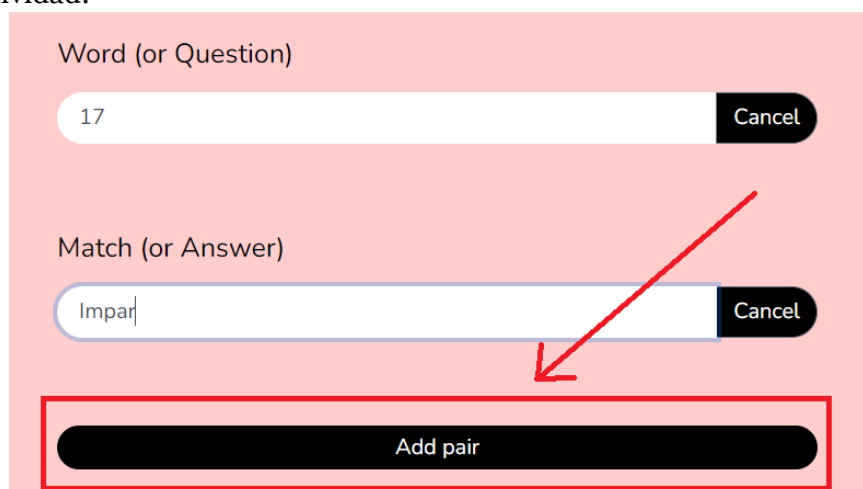 Word (or Question)
17 Cancel
Match (or Answer)
Impar Cancel
Add pair